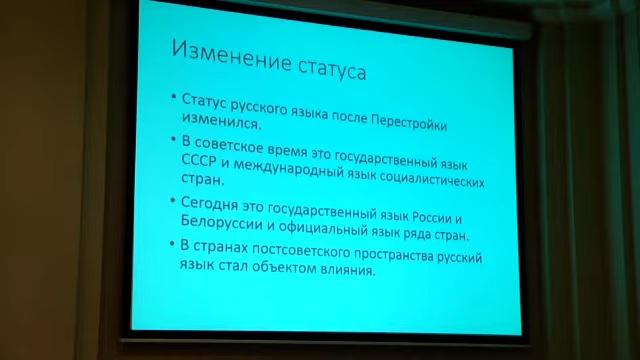 Изменение статуса
• Статус русского языка после Перестройки
изменился.
• В советское время это государственный язык
СССР и международный язык социалистических
стран.
• Сегодня это государственный язык России и
Белоруссии и официальный язык ряда стран.
• В странах постсоветского пространства русский
язык стал объектом влияния.